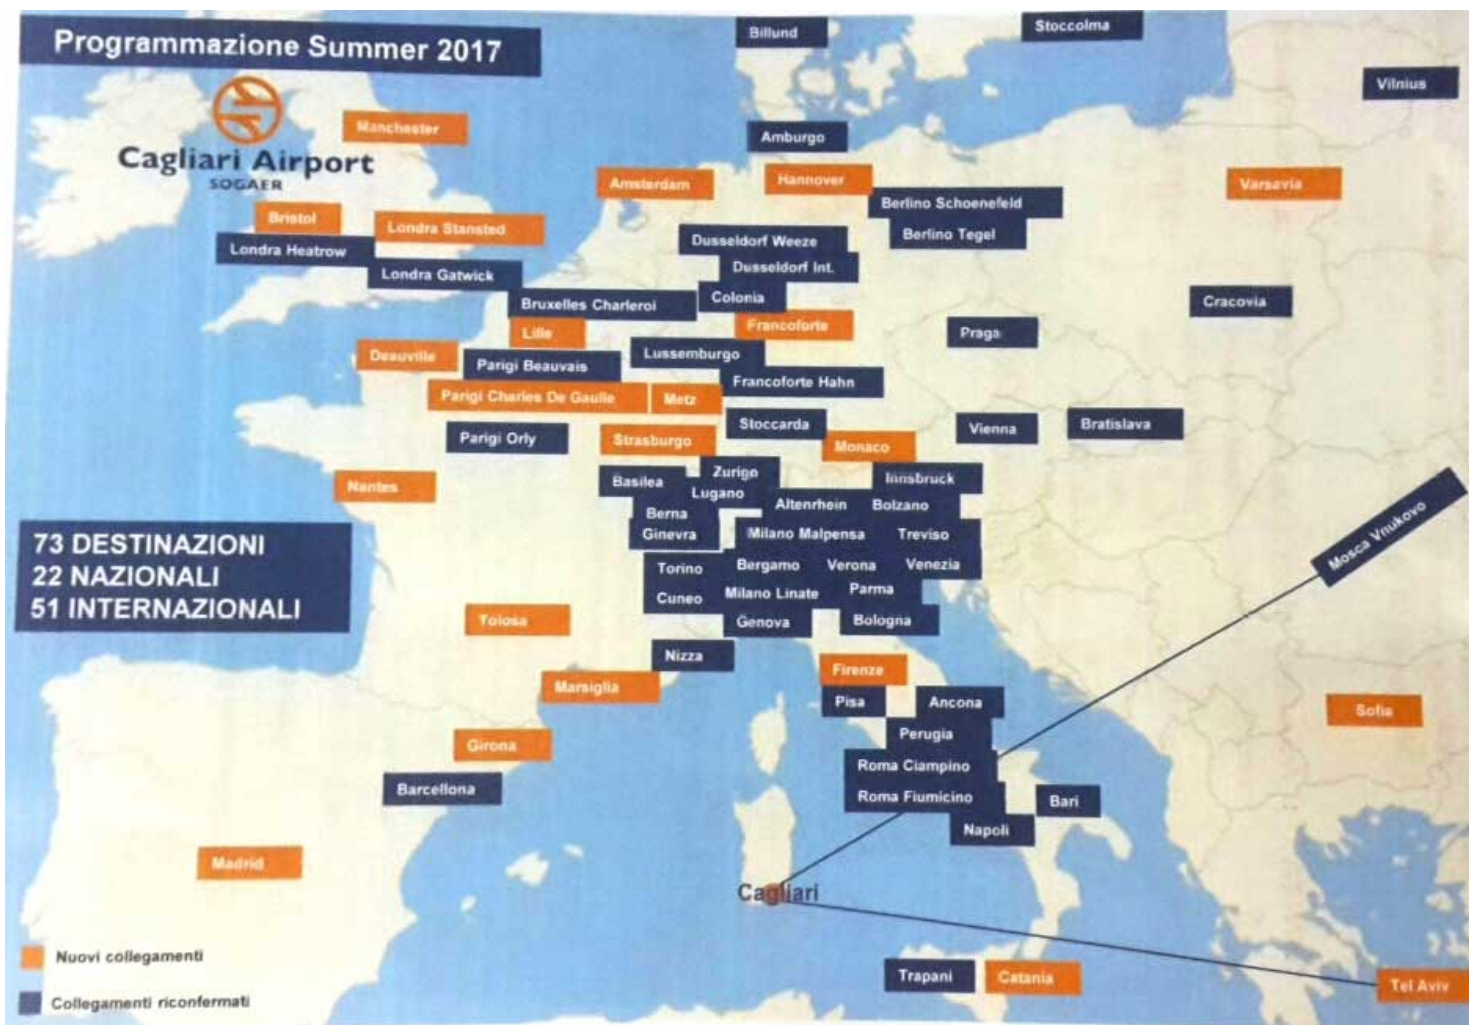 Programmazione Summer 2017
Cagliari Airport
SOGAER
Billund
Stoccolma
Vilnius
Manchester
Amburgo
Amsterdam
Hannover
Varsavia
Berlino Schoenefeld
Bristol
Londra Stansted
Berlino Tegel
Londra Heatrow
Dusseldorf Weeze
Londra Gatwick
Dusseldorf Int.
Bruxelles Charleroi
Colonia
Cracovia
Lille
Francoforte
Praga
Deauville
Parigi Beauvais
Lussemburgo
Francoforte Hahn
Parigi Charles De Gaulle
Metz
Stoccarda
Vienna
Bratislava
Parigi Orly
Strasburgo
Monaco
Nantes
Basilea
Zurigo
Lugano
Innsbruck
Altenrhein
Bolzano
Berna
Ginevra
Milano Malpensa
Treviso
Mosca Vnukovo
73 DESTINAZIONI
22 NAZIONALI
51 INTERNAZIONALI
Torino
Bergamo
Verona
Venezia
Cuneo
Milano Linate
Parma
Tolosa
Genova
Bologna
Nizza
Marsiglia
Firenze
Pisa
Ancona
Sofia
Girona
Perugia
Barcellona
Roma Ciampino
Roma Fiumicino
Bari
Napoli
Madrid
Cagliari
Nuovi collegamenti
Trapani
Catania
Tel Aviv
Collegamenti riconfermati